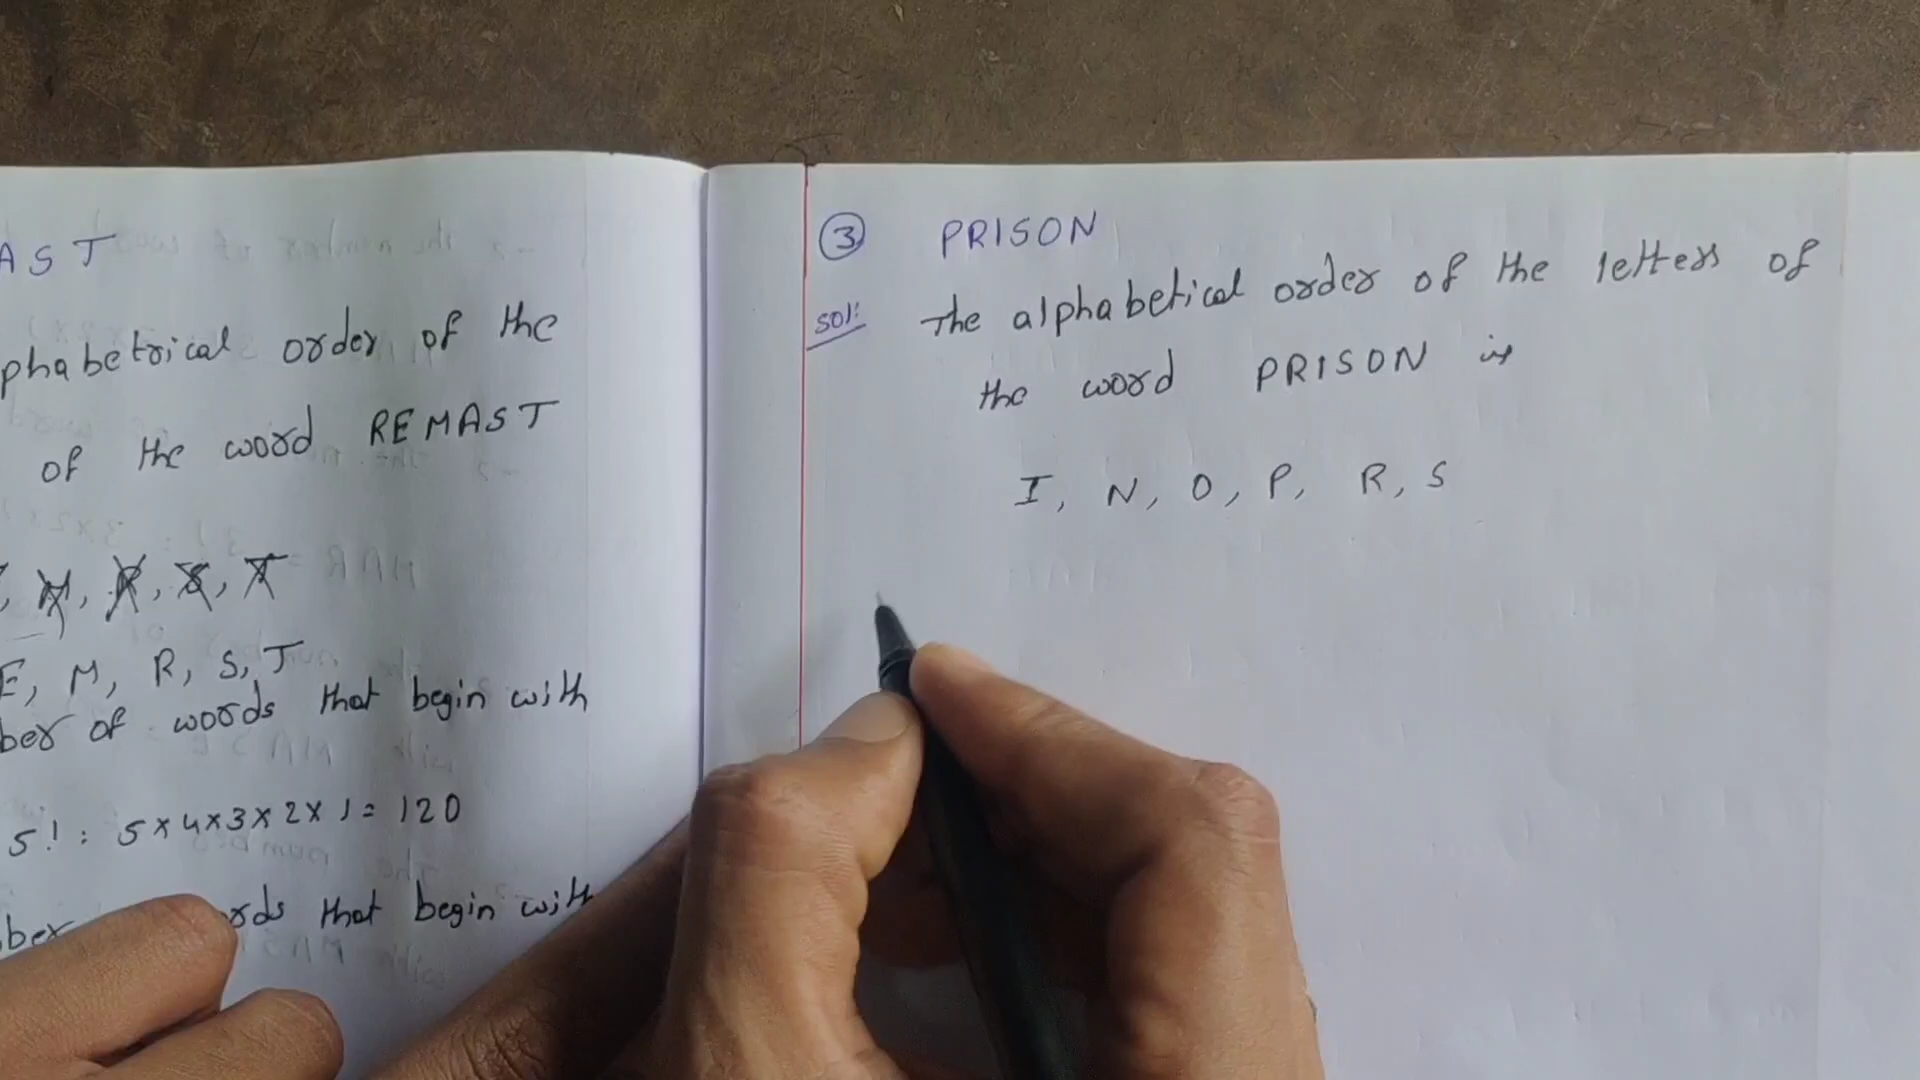 AST
phabetrical order of the
of the word REMAST
, M, R, S, T
E, M, R, S, T
ber of words that begin with
5! : 5×4×3×2×1= 120
ber rds that begin with
3 PRISON
sol: The alphabetical order of the letters of
the word PRISON is
I, N, O, P, R, S